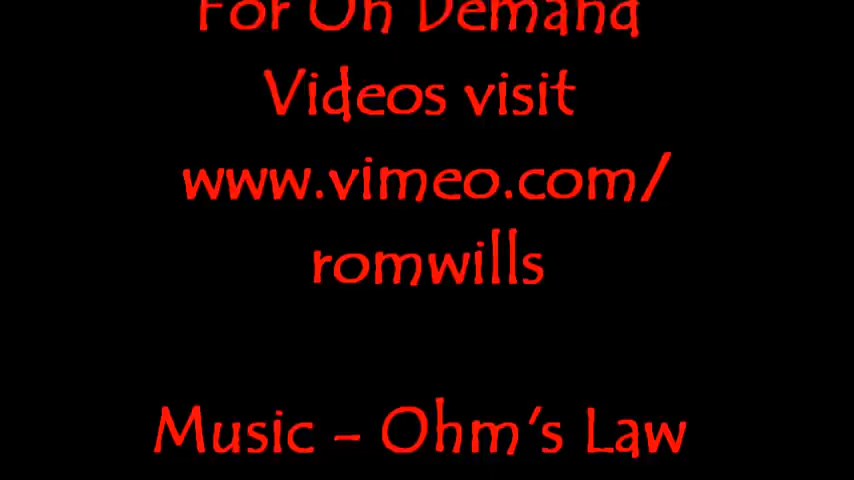 For On Demand
Videos visit
www.vimeo.com/
romwills
Music - Ohm's Law